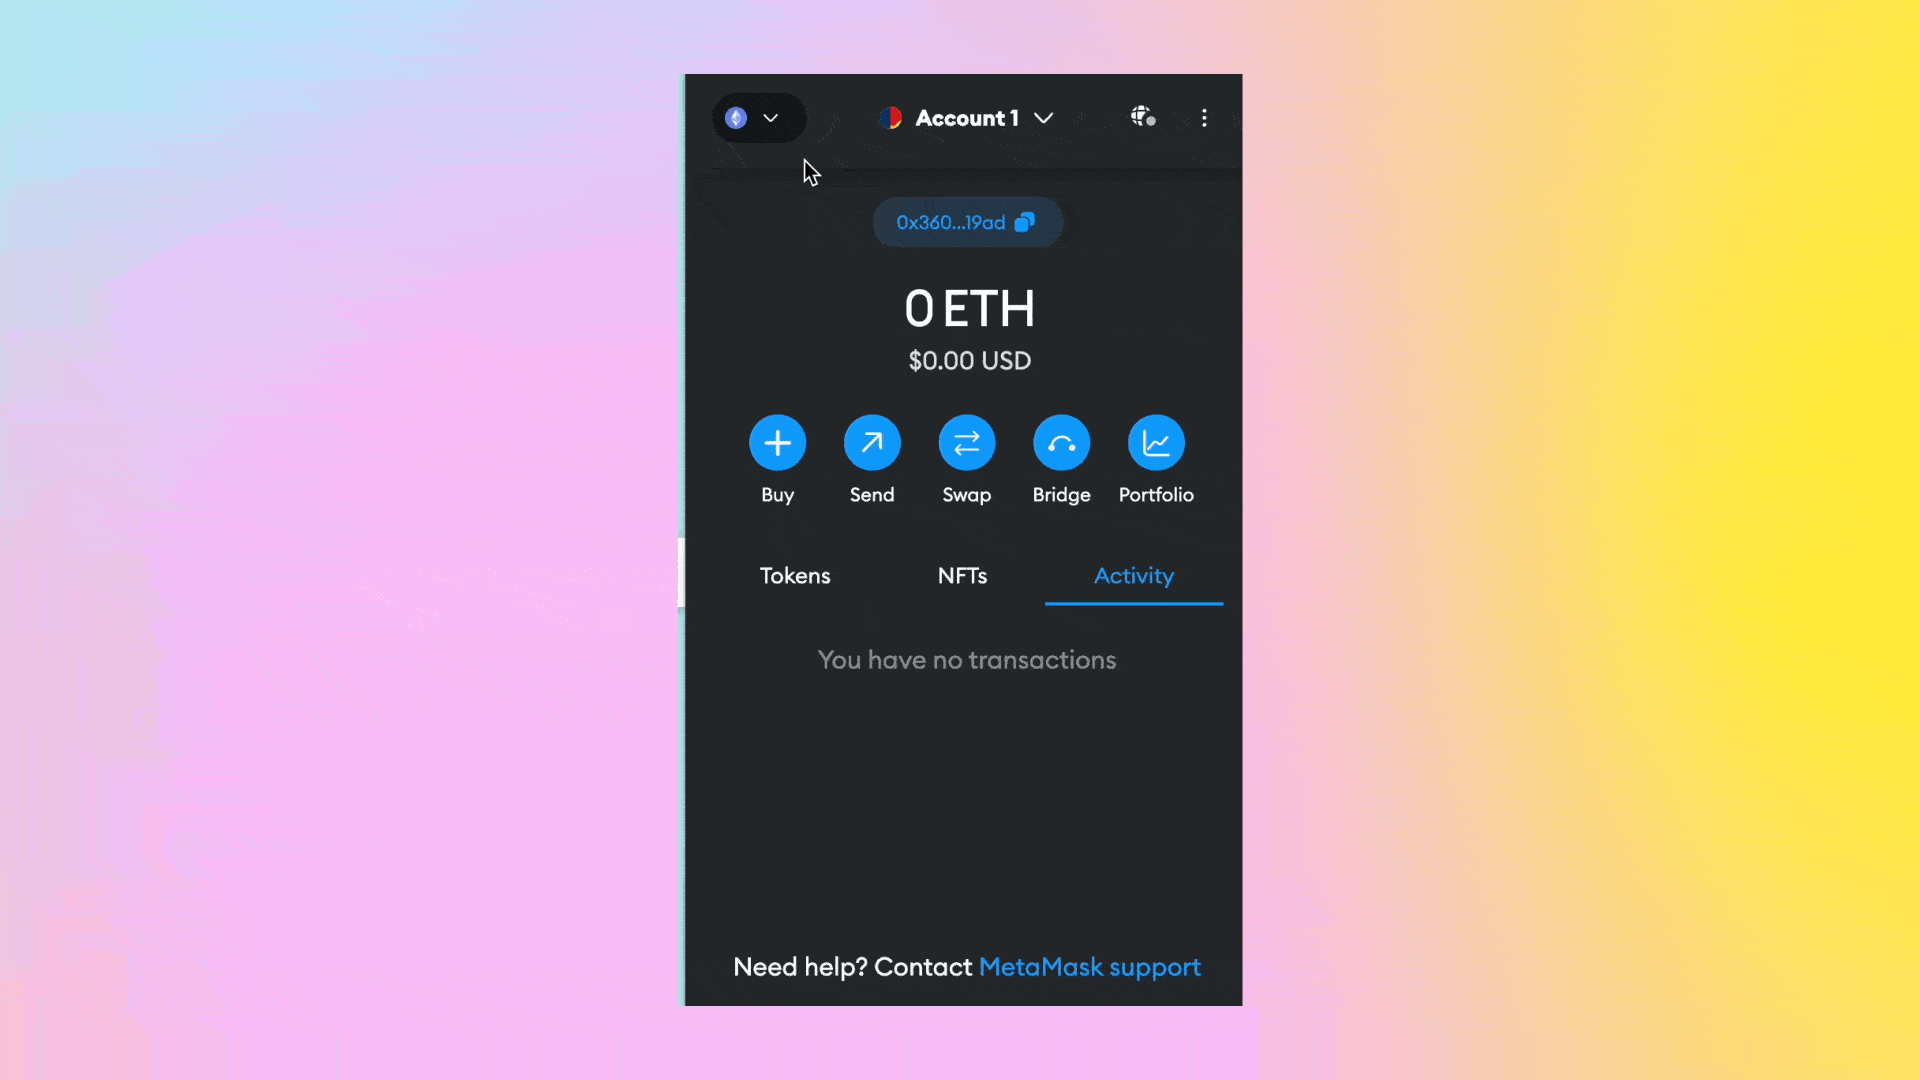 Account 1
0x360...19ad
0 ETH
$0.00 USD
Buy Send Swap Bridge Portfolio
Tokens NFTs Activity
You have no transactions
Need help? Contact MetaMask support